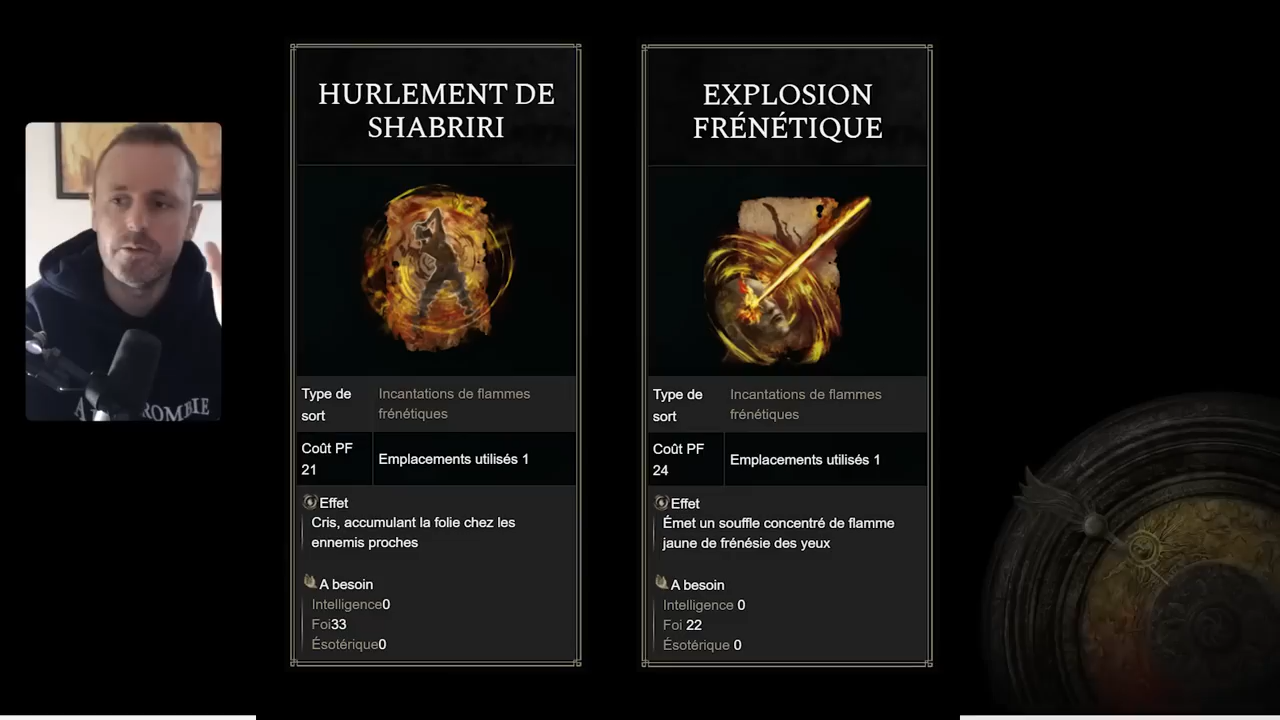 HURLEMENT DE
SHABRIRI
Type de
sort
Incantations de flammes
frénétiques
Coût PF
21
Emplacements utilisés 1
Effet
Cris, accumulant la folie chez les
ennemis proches
A besoin
Intelligence0
Foi33
Ésotérique0
EXPLOSION
FRÉNÉTIQUE
Type de
sort
Incantations de flammes
frénétiques
Coût PF
24
Emplacements utilisés 1
Effet
Émet un souffle concentré de flamme
jaune de frénésie des yeux
A besoin
Intelligence 0
Foi 22
Ésotérique 0